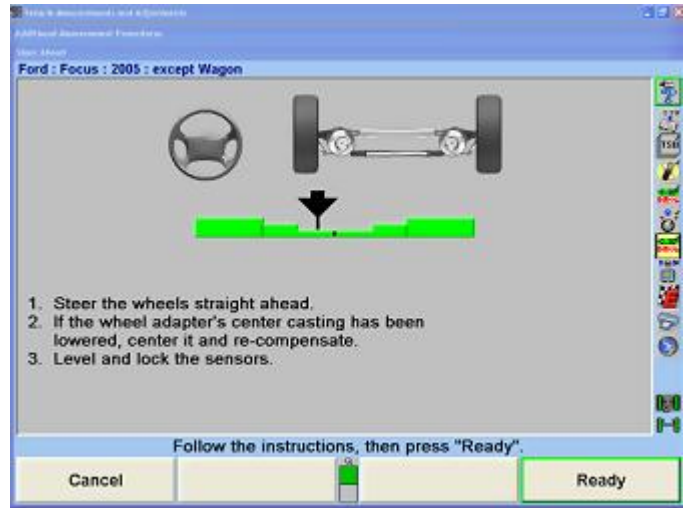 Ford : Focus : 2005 : except Wagon
1. Steer the wheels straight ahead.
2. If the wheel adapter's center casting has been
lowered, center it and re-compensate.
3. Level and lock the sensors.
TSB
Follow the instructions, then press "Ready".
Cancel
Ready